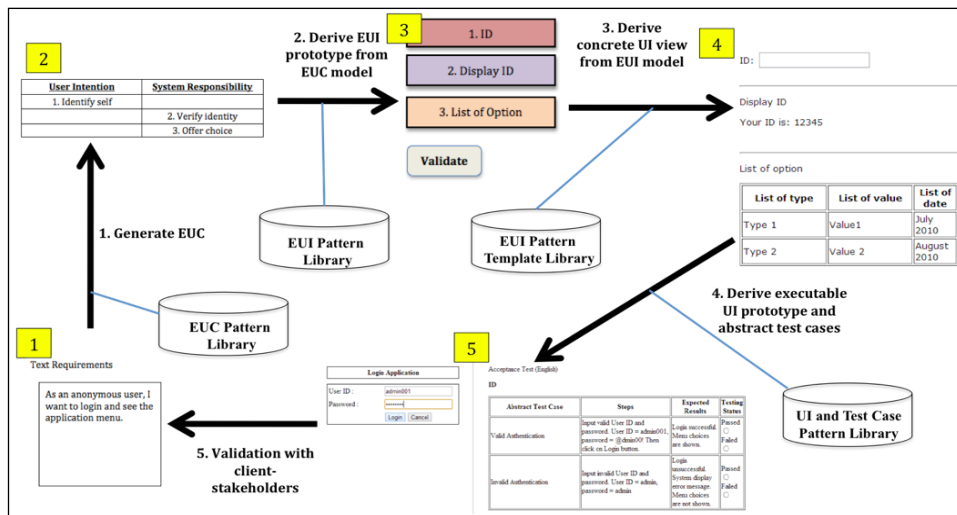 2
User Intention
System Responsibility
1. Identify self
2. Verify identity
3. Offer choice
2. Derive EUI
prototype from
EUC model
3
1. ID
2. Display ID
3. List of Option
Validate
3. Derive
concrete UI view
from EUI model
4
ID:
Display ID
Your ID is: 12345
List of option
List of type
List of value
List of
date
Type 1
Value1
July
2010
Type 2
Value 2
August
2010
1. Generate EUC
EUI Pattern
Library
EUI Pattern
Template Library
EUC Pattern
Library
4. Derive executable
UI prototype and
abstract test cases
UI and Test Case
Pattern Library
1
Text Requirements
As an anonymous user, I
want to login and see the
application menu.
5. Validation with
client-
stakeholders
Login Application
User ID :
admin001
Password :
••••••••
Login
Cancel
5
Acceptance Test (English)
ID
Abstract Test Case
Steps
Expected
Results
Testing
Status
Valid Authentication
Input valid User ID and
password. User ID = admin001,
password = @dmin00! Then
click on Login button.
Login successful.
Menu choices
are shown.
Passed
Failed
Invalid Authentication
Input invalid User ID and
password. User ID = admin,
password = admin
Login
unsuccessful.
System display
error message.
Menu choices
are not shown.
Passed
Failed